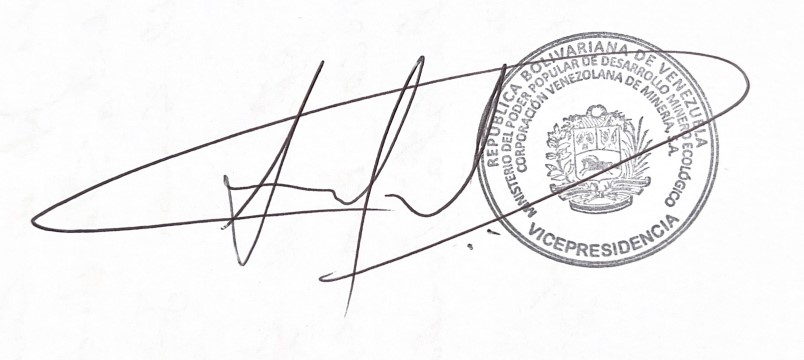 REPÚBLICA BOLIVARIANA DE VENEZUELA
MINISTERIO DEL PODER POPULAR DE DESARROLLO MINERO ECOLÓGICO
CORPORACIÓN VENEZOLANA DE MINERÍA, S.A.
VICEPRESIDENCIA